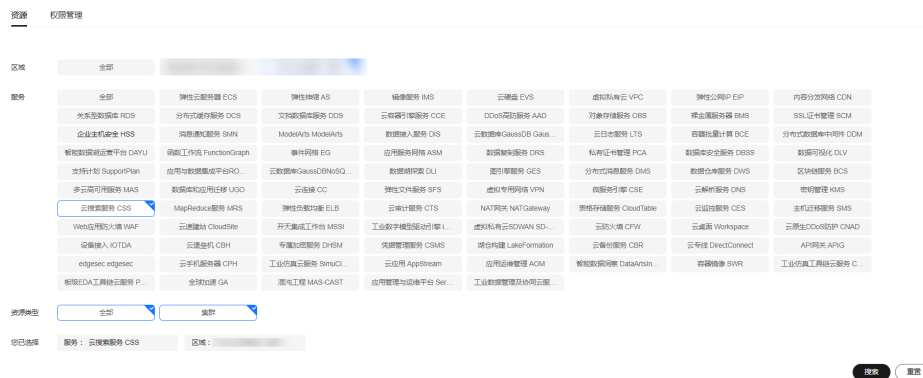 资源 权限管理
区域 全部
服务 全部 弹性云服务器 ECS 弹性伸缩 AS 镜像服务 IMS 云硬盘 EVS 虚拟私有云 VPC 弹性公网IP EIP 内容分发网络 CDN
关系型数据库 RDS 分布式缓存服务 DCS 文档数据库服务 DDS 云容器引擎服务 CCE DDoS高防服务 AAD 对象存储服务 OBS 裸金属服务器 BMS SSL证书管理 SCM
企业主机安全 HSS 消息通知服务 SMN ModelArts ModelArts 数据接入服务 DIS 云数据库GaussDB Gaus... 云日志服务 LTS 容器批量计算 BCE 分布式数据库中间件 DDM
智能数据湖运营平台 DAYU 函数工作流 FunctionGraph 事件网格 EG 应用服务网格 ASM 数据复制服务 DRS 私有证书管理 PCA 数据库安全服务 DBSS 数据可视化 DLV
支持计划 SupportPlan 应用与数据集成平台RO... 云数据库GaussDBNoSQ... 数据湖探索 DLI 图引擎服务 GES 分布式消息服务 DMS 数据仓库服务 DWS 区块链服务 BCS
多云高可用服务 MAS 数据库和应用迁移 UGO 云连接 CC 弹性文件服务 SFS 虚拟专用网络 VPN 微服务引擎 CSE 云解析服务 DNS 密钥管理 KMS
云搜索服务 CSS MapReduce服务 MRS 弹性负载均衡 ELB 云审计服务 CTS NAT网关 NATGateway 表格存储服务 CloudTable 云监控服务 CES 主机迁移服务 SMS
Web应用防火墙 WAF 云速建站 CloudSite 开天集成工作台 MSSI 工业数字模型驱动引擎 i... 虚拟私有云SDWAN SD-... 云防火墙 CFW 云桌面 Workspace 云原生DDoS防护 CNAD
设备接入 IOTDA 云堡垒机 CBH 专属加密服务 DHSM 凭据管理服务 CSMS 湖仓构建 LakeFormation 云备份服务 CBR 云专线 DirectConnect API网关 APIG
edgesec edgesec 云手机服务器 CPH 工业仿真云服务 SimuCl... 云应用 AppStream 应用运维管理 AOM 智能数据洞察 DataArtsIn... 容器镜像 SWR 工业仿真工具链云服务 C...
板级EDA工具链云服务 P... 全球加速 GA 混沌工程 MAS-CAST 应用管理与运维平台 Ser... 工业数据管理及协同云服...
资源类型 全部 集群
您已选择 服务： 云搜索服务 CSS 区域：
搜索 重置